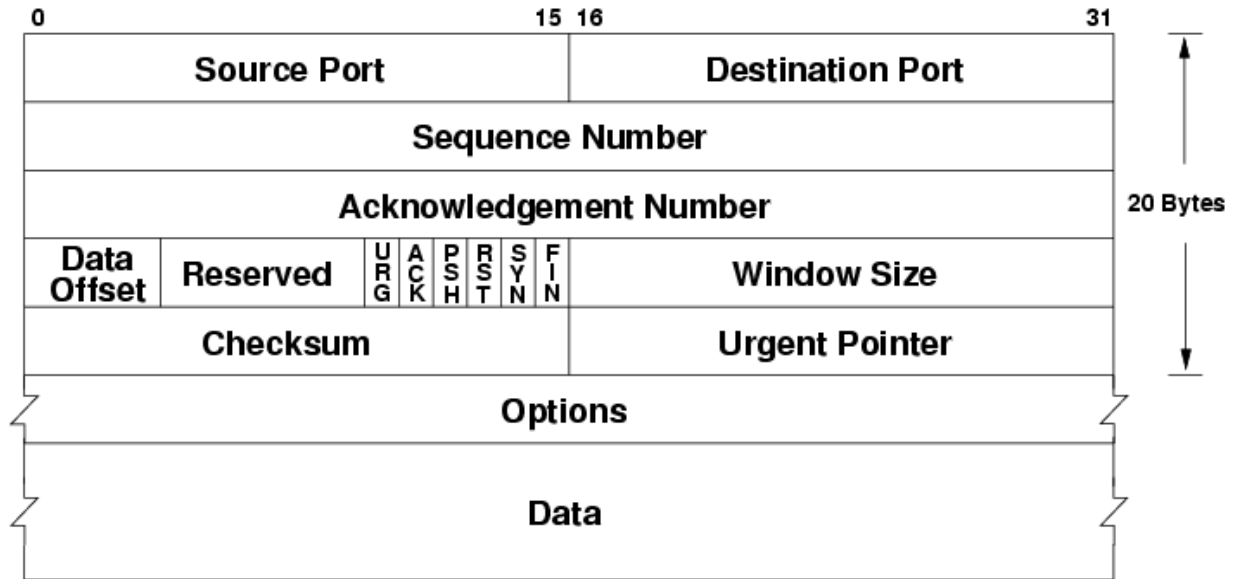 0 15 16 31
Source Port Destination Port
Sequence Number
Acknowledgement Number
20 Bytes
Data Offset Reserved URG ACK PSH RST SYN FIN Window Size
Checksum Urgent Pointer
Options
Data